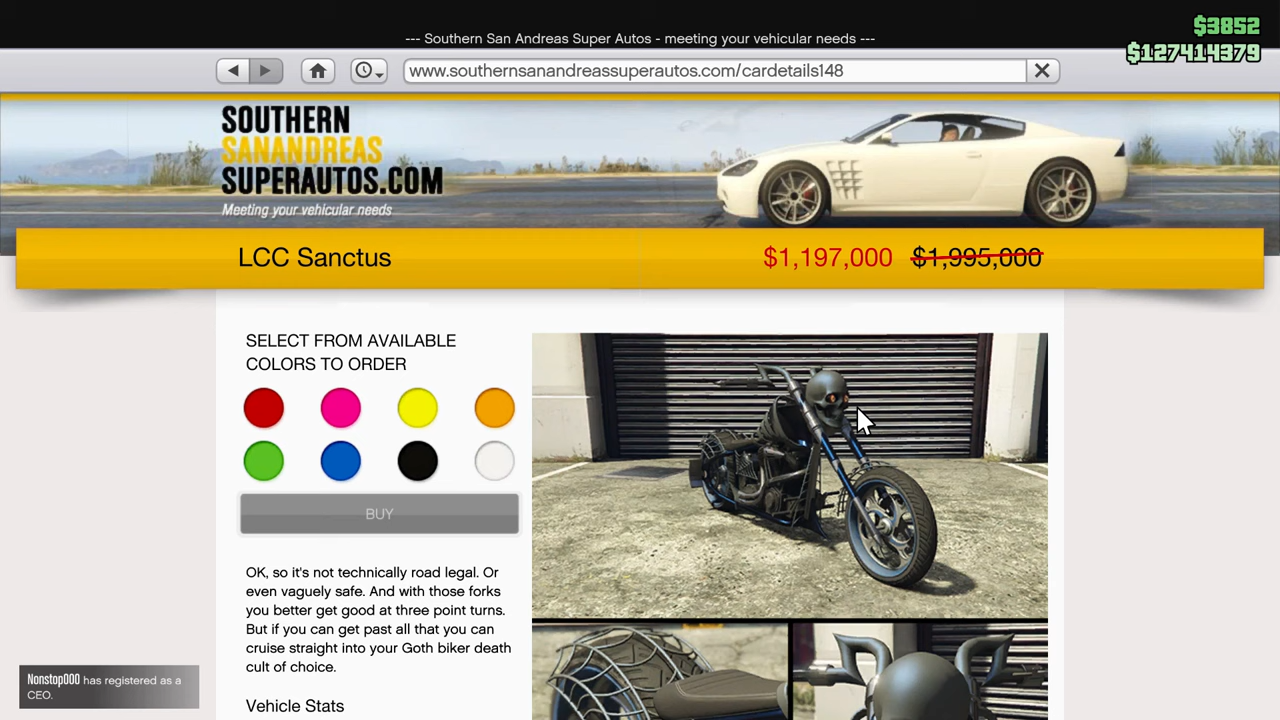 --- Southern San Andreas Super Autos - meeting your vehicular needs ---
$3852
$127414379
www.southernsanandreassuperautos.com/cardetails148
SOUTHERN
SANANDREAS
SUPERAUTOS.COM
Meeting your vehicular needs
LCC Sanctus
$1,197,000 $1,995,000
SELECT FROM AVAILABLE
COLORS TO ORDER
BUY
OK, so it's not technically road legal. Or
even vaguely safe. And with those forks
you better get good at three point turns.
But if you can get past all that you can
cruise straight into your Goth biker death
cult of choice.
Vehicle Stats
Nonstop000 has registered as a
CEO.